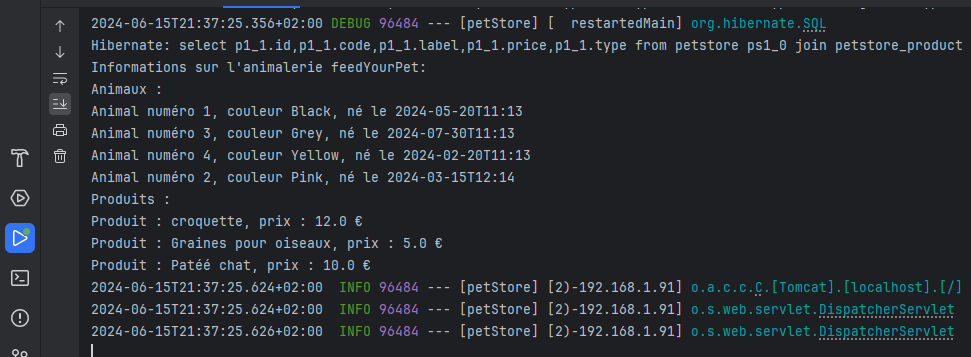 2024-06-15T21:37:25.356+02:00 DEBUG 96484 --- [petStore] [  restartedMain] org.hibernate.SQL
Hibernate: select p1_1.id,p1_1.code,p1_1.label,p1_1.price,p1_1.type from petstore ps1_0 join petstore_product
Informations sur l'animalerie feedYourPet:
Animaux :
Animal numéro 1, couleur Black, né le 2024-05-20T11:13
Animal numéro 3, couleur Grey, né le 2024-07-30T11:13
Animal numéro 4, couleur Yellow, né le 2024-02-20T11:13
Animal numéro 2, couleur Pink, né le 2024-03-15T12:14
Produits :
Produit : croquette, prix : 12.0 €
Produit : Graines pour oiseaux, prix : 5.0 €
Produit : Patéé chat, prix : 10.0 €
2024-06-15T21:37:25.624+02:00  INFO 96484 --- [petStore] [2)-192.168.1.91] o.a.c.c.C.[Tomcat].[localhost].[/]
2024-06-15T21:37:25.624+02:00  INFO 96484 --- [petStore] [2)-192.168.1.91] o.s.web.servlet.DispatcherServlet
2024-06-15T21:37:25.626+02:00  INFO 96484 --- [petStore] [2)-192.168.1.91] o.s.web.servlet.DispatcherServlet